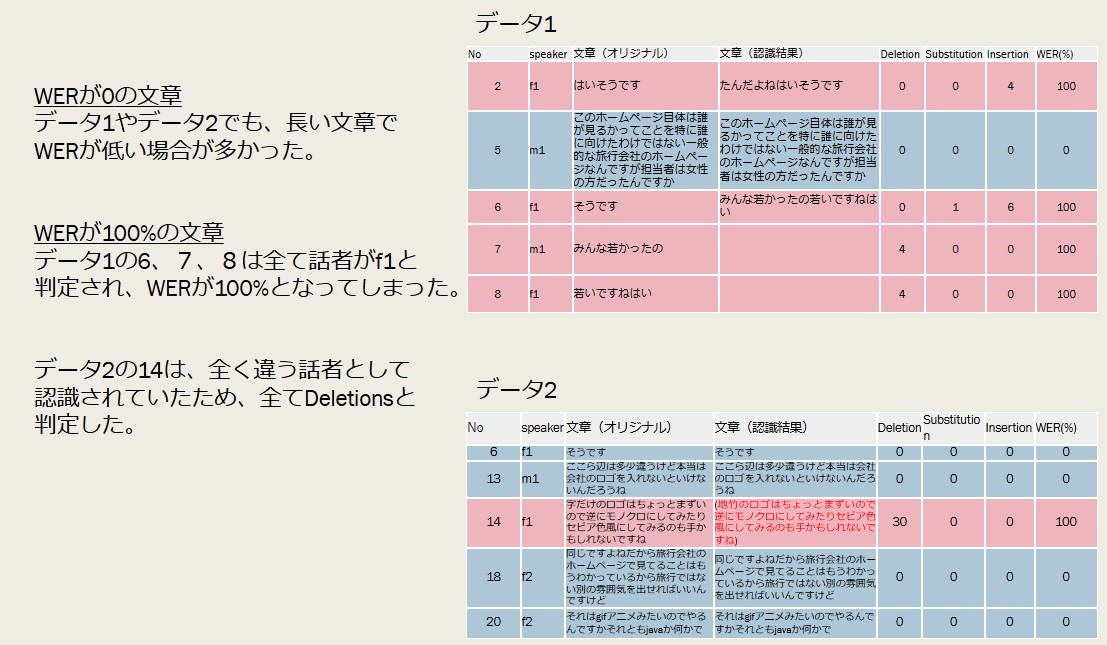 WERが0の文章
データ1やデータ2でも、長い文章で
WERが低い場合が多かった。
WERが100%の文章
データ1の6、７、８は全て話者がf1と
判定され、WERが100%となってしまった。
データ2の14は、全く違う話者として
認識されていたため、全てDeletionsと
判定した。
データ1
No speaker 文章（オリジナル） 文章（認識結果） Deletion Substitution Insertion WER(%)
2 f1 はいそうです たんだよねはいそうです 0 0 4 100
このホームページ自体は誰
が見るかってことを特に誰
に向けたわけではない一般
的な旅行会社のホームペー
ジなんですが担当者は女性
の方だったんですか
このホームページ自体は誰が見
るかってことを特に誰に向けた
わけではない一般的な旅行会社
のホームページなんですが担当
者は女性の方だったんですか
5 m1 0 0 0 0
6 f1 そうです
みんな若かったの若いですねは
い
0 1 6 100
7 m1 みんな若かったの 4 0 0 100
8 f1 若いですねはい 4 0 0 100
データ2
No speaker 文章（オリジナル） 文章（認識結果） Deletion
Substitutio
n
Insertion WER(%)
6 f1 そうです そうです 0 0 0 0
13 m1
ここら辺は多少違うけど本当は
会社のロゴを入れないといけな
いんだろうね
ここら辺は多少違うけど本当は会社
のロゴを入れないといけないんだろ
うね
0 0 0 0
14 f1
字だけのロゴはちょっとまずい
ので逆にモノクロにしてみたり
セピア色風にしてみるのも手か
もしれないですね
(地竹のロゴはちょっとまずいので
逆にモノクロにしてみたりセピア色
風にしてみるのも手かもしれないで
すね)
30 0 0 100
18 f2
同じですよねだから旅行会社の
ホームページで見てることはも
うわかっているから旅行ではな
い別の雰囲気を出せればいいん
ですけど
同じですよねだから旅行会社のホー
ムページで見てることはもうわかっ
ているから旅行ではない別の雰囲気
を出せればいいんですけど
0 0 0 0
20 f2
それはgifアニメみたいのでやる
んですかそれともjavaか何かで
それはgifアニメみたいのでやるんで
すかそれともjavaか何かで
0 0 0 0